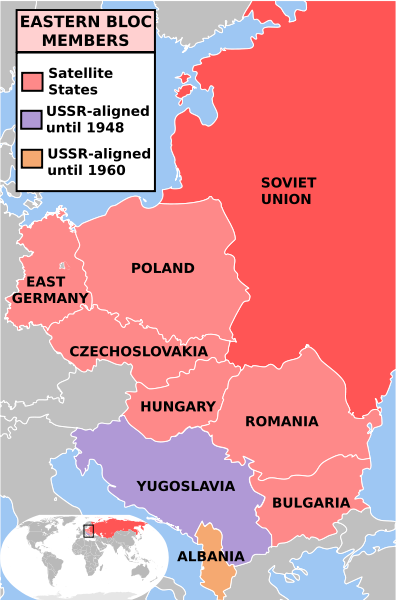 EASTERN BLOC
MEMBERS
Satellite
States
USSR-aligned
until 1948
USSR-aligned
until 1960
SOVIET
UNION
POLAND
EAST
GERMANY
CZECHOSLOVAKIA
HUNGARY
ROMANIA
YUGOSLAVIA
BULGARIA
ALBANIA